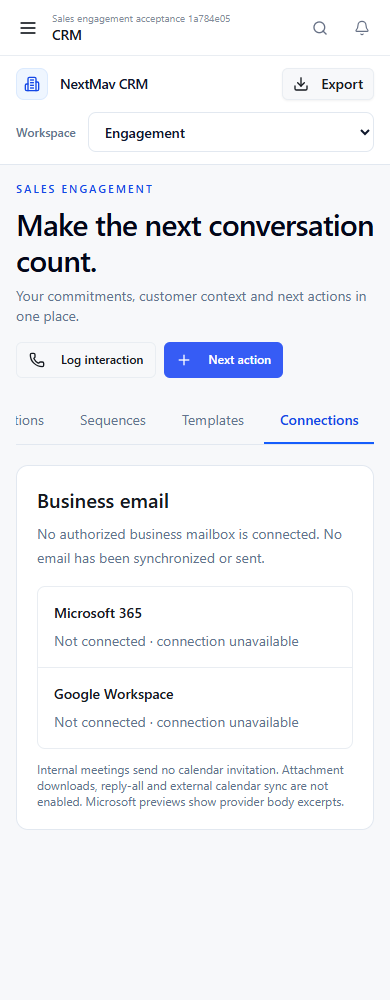 Sales engagement acceptance 1a784e05
CRM
NextMav CRM
Export
Workspace
Engagement
SALES ENGAGEMENT
Make the next conversation
count.
Your commitments, customer context and next actions in
one place.
Log interaction
Next action
tions
Sequences
Templates
Connections
Business email
No authorized business mailbox is connected. No
email has been synchronized or sent.
Microsoft 365
Not connected · connection unavailable
Google Workspace
Not connected · connection unavailable
Internal meetings send no calendar invitation. Attachment
downloads, reply-all and external calendar sync are not
enabled. Microsoft previews show provider body excerpts.